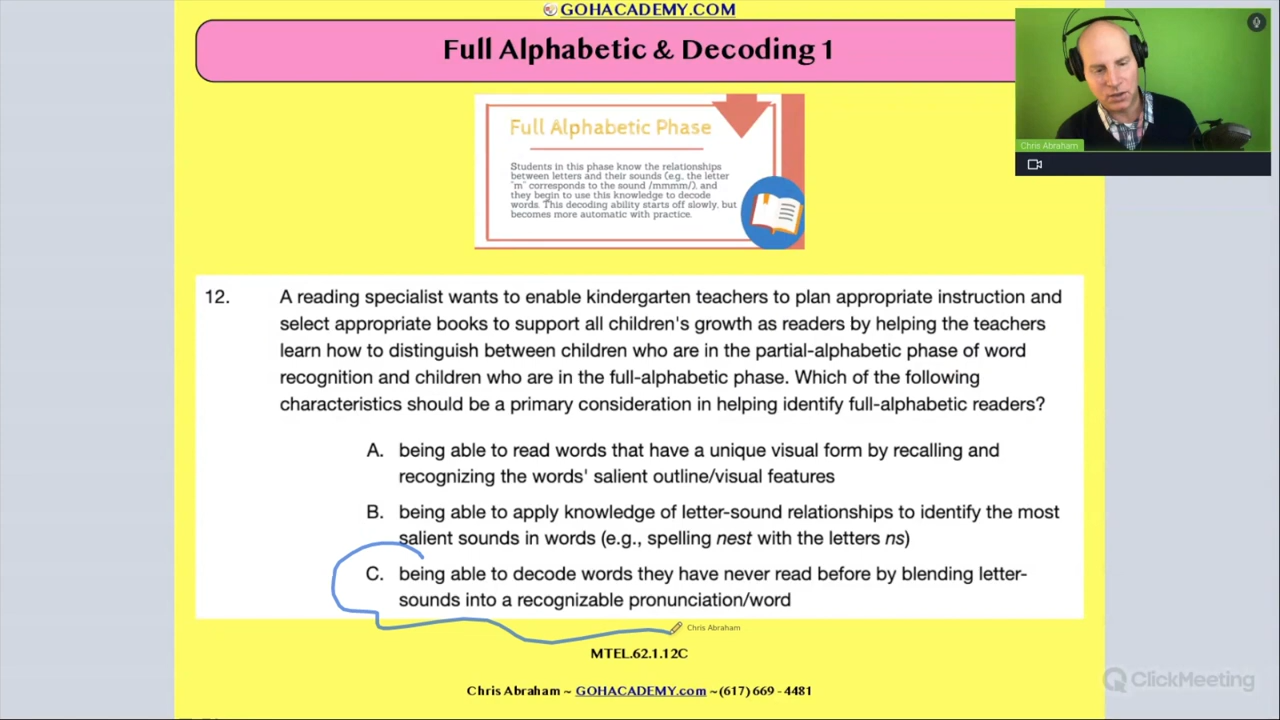 GOHACADEMY.COM
Full Alphabetic & Decoding 1
Chris Abraham
Full Alphabetic Phase
Students in this phase know the relationships
between letters and their sounds (e.g., the letter
"m" corresponds to the sound /mmmm/), and
they begin to use this knowledge to decode
words. This decoding ability starts off slowly, but
becomes more automatic with practice.
12. A reading specialist wants to enable kindergarten teachers to plan appropriate instruction and
select appropriate books to support all children's growth as readers by helping the teachers
learn how to distinguish between children who are in the partial-alphabetic phase of word
recognition and children who are in the full-alphabetic phase. Which of the following
characteristics should be a primary consideration in helping identify full-alphabetic readers?
A. being able to read words that have a unique visual form by recalling and
recognizing the words' salient outline/visual features
B. being able to apply knowledge of letter-sound relationships to identify the most
salient sounds in words (e.g., spelling nest with the letters ns)
C. being able to decode words they have never read before by blending letter-
sounds into a recognizable pronunciation/word
Chris Abraham
MTEL.62.1.12C
Chris Abraham ~ GOHACADEMY.com ~(617) 669 - 4481
ClickMeeting